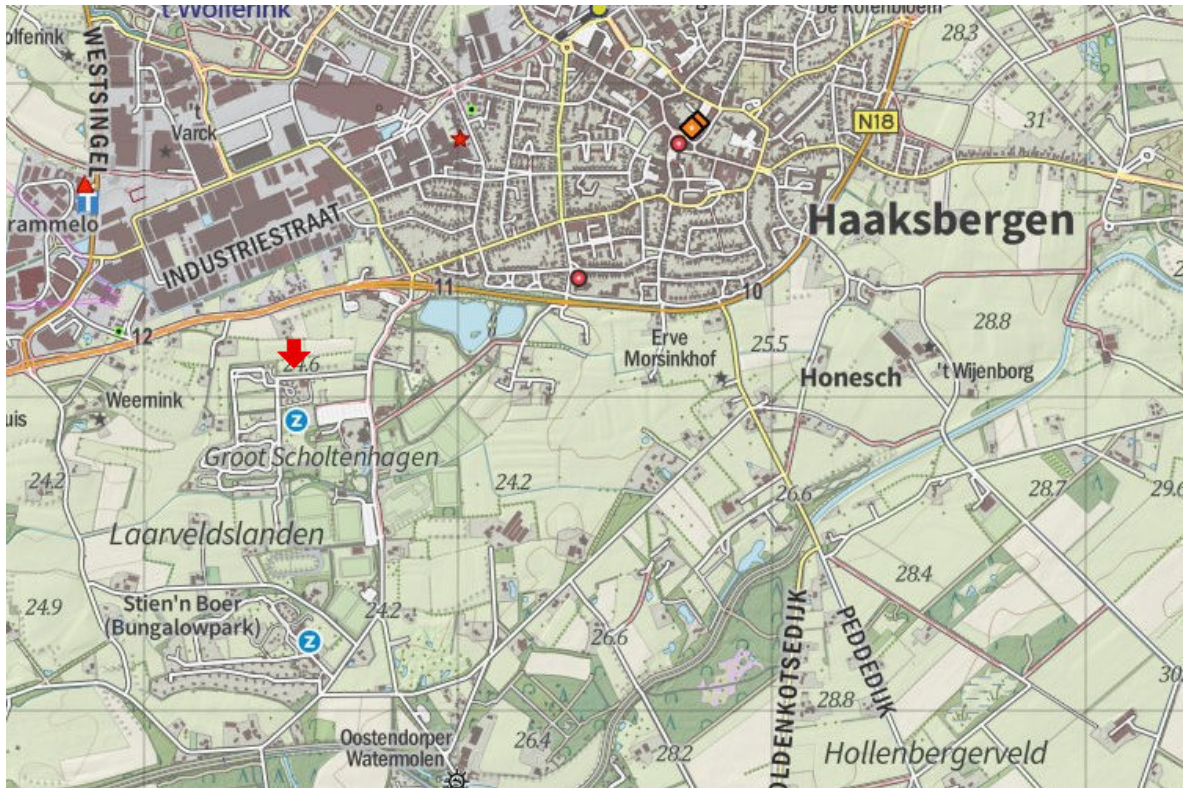 't Wolferink
De Korenbloem
olferink
28.3
WESTSINGEL
Varck
N18
31
rammelo
Haaksbergen
INDUSTRIESTRAAT
11
10
12
28.8
Erve
Morsinkhof
25.5
24.6
Honesch
't Wijenborg
Weernink
uis
Z
Groot Scholtenhagen
24.2
24.2
26.6
28.7
29.6
Laarveldslanden
28.4
24.9
Stien'n Boer
(Bungalowpark)
24.2
Z
26.6
OLDENKOTSEDIJK
PEDDEDIJK
28.8
30.
Oostendorper
Watermolen
26.4
28.2
Hollenbergerveld